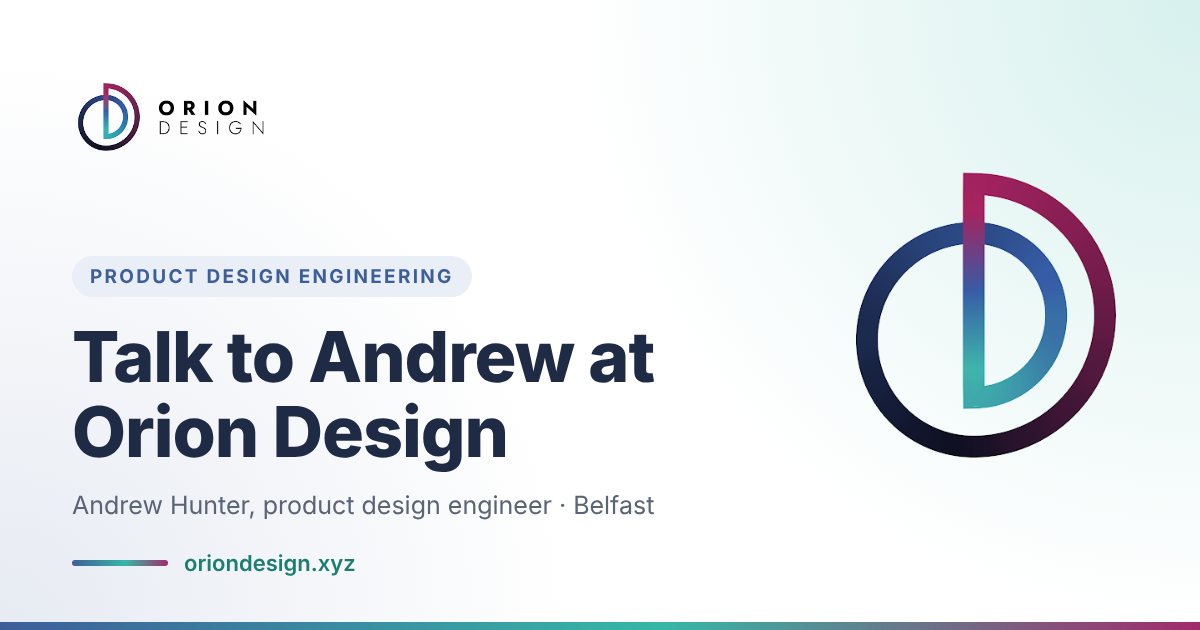 ORION
DESIGN
PRODUCT DESIGN ENGINEERING
Talk to Andrew at
Orion Design
Andrew Hunter, product design engineer · Belfast
oriondesign.xyz